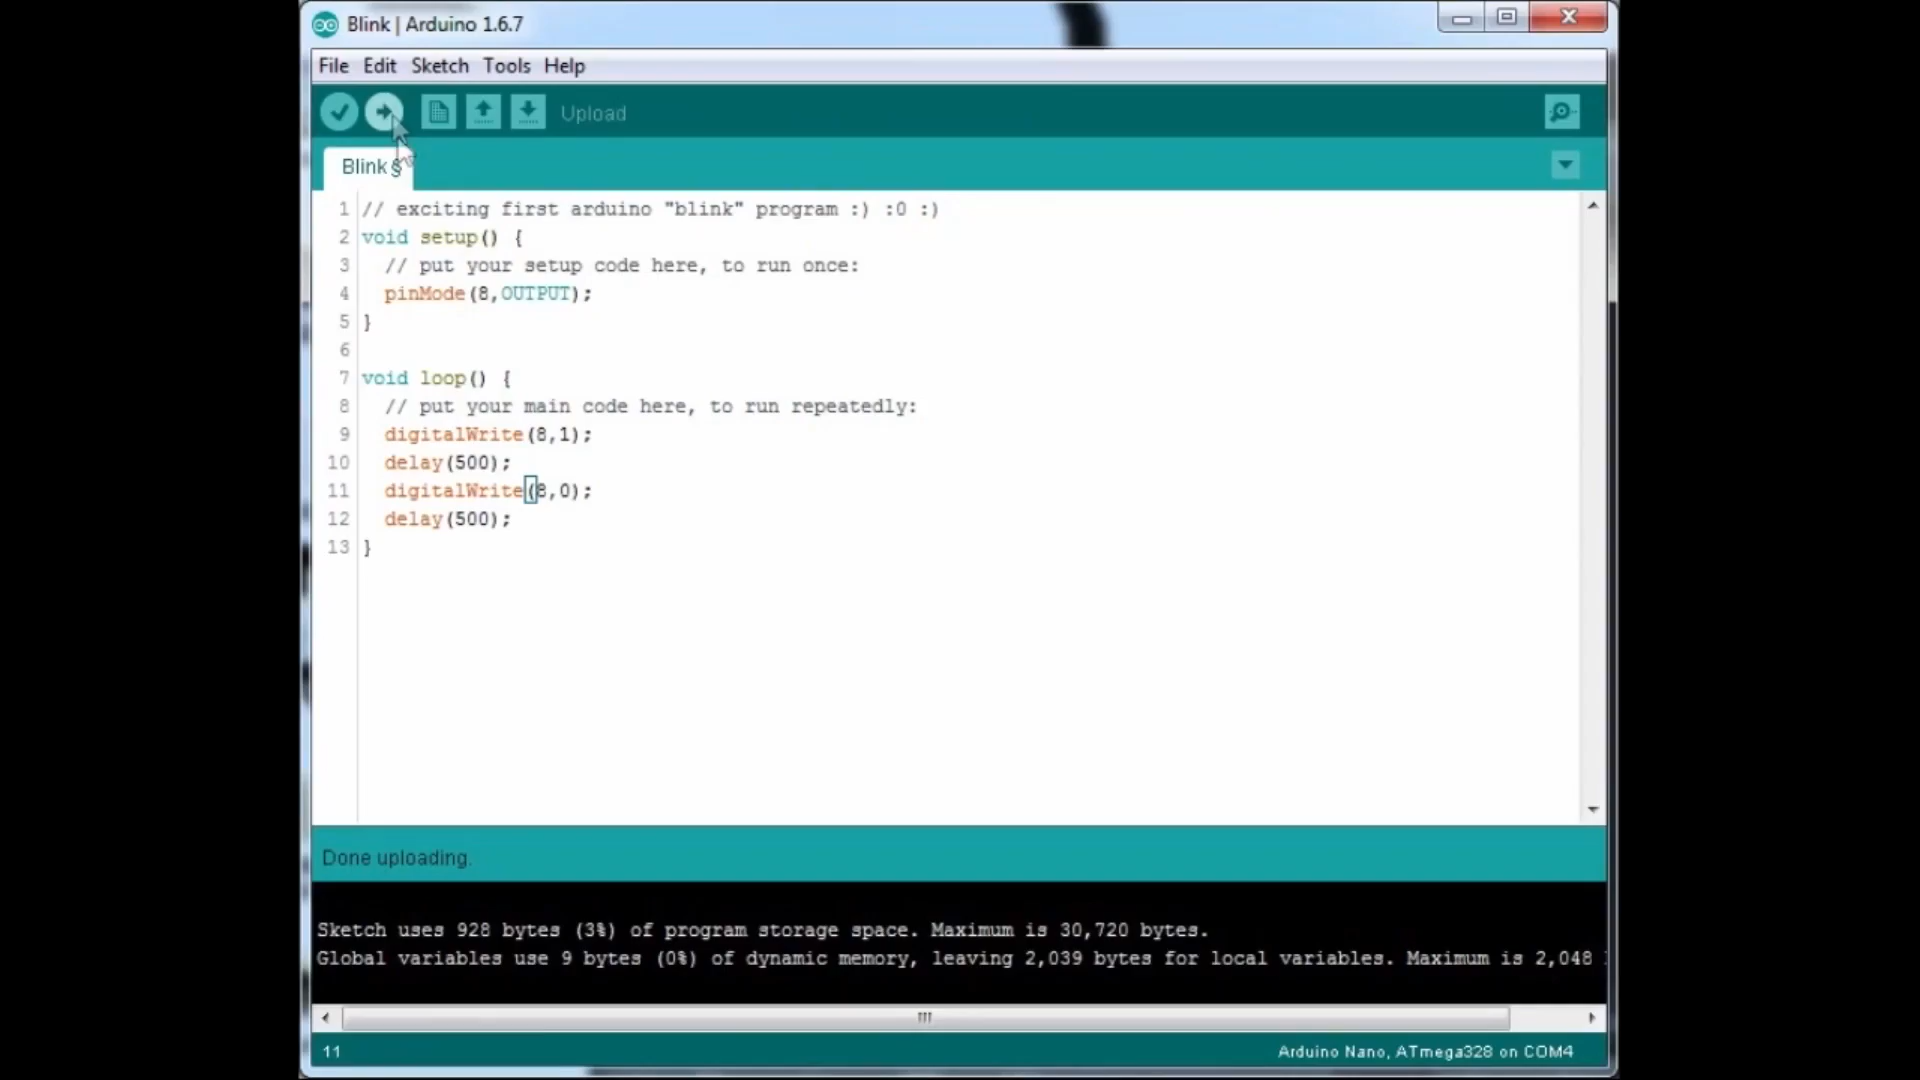 Blink | Arduino 1.6.7
File Edit Sketch Tools Help
Upload
Blink §
1 // exciting first arduino "blink" program :) :0 :)
2 void setup() {
3   // put your setup code here, to run once:
4   pinMode(8,OUTPUT);
5 }
6
7 void loop() {
8   // put your main code here, to run repeatedly:
9   digitalWrite(8,1);
10   delay(500);
11   digitalWrite(8,0);
12   delay(500);
13 }
Done uploading.
Sketch uses 928 bytes (3%) of program storage space. Maximum is 30,720 bytes.
Global variables use 9 bytes (0%) of dynamic memory, leaving 2,039 bytes for local variables. Maximum is 2,048
11
Arduino Nano, ATmega328 on COM4